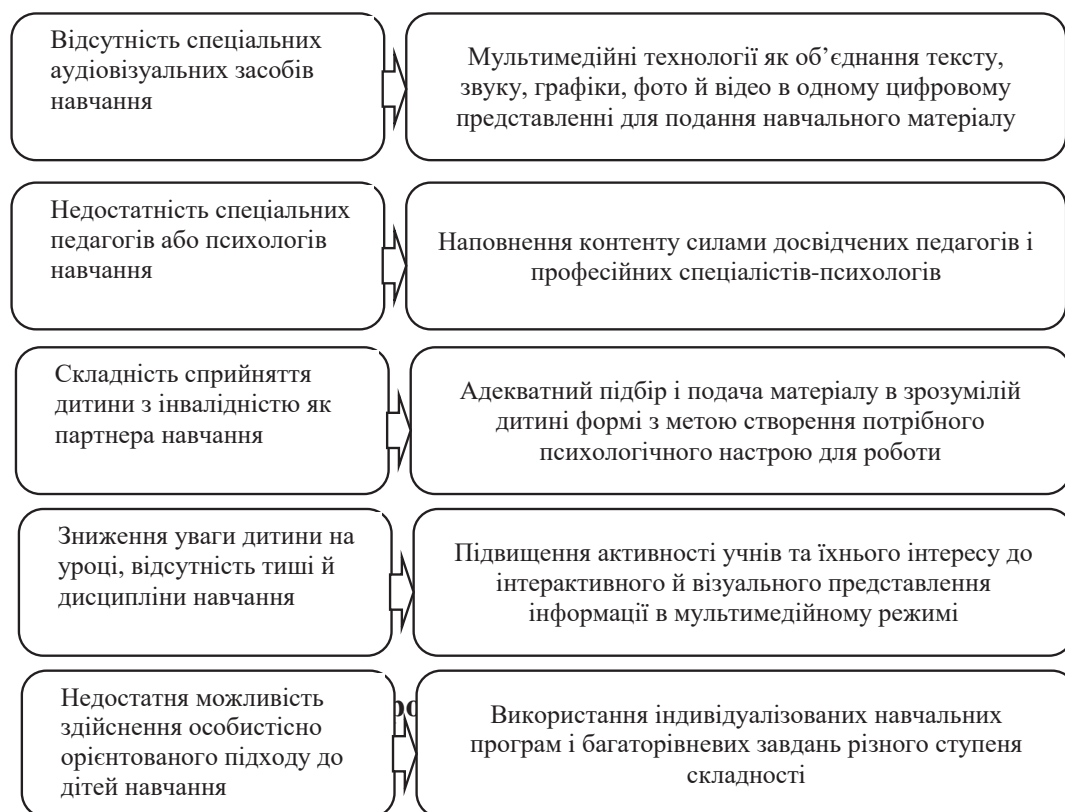 Відсутність спеціальних
аудіовізуальних засобів
навчання
Мультимедійні технології як об’єднання тексту,
звуку, графіки, фото й відео в одному цифровому
представленні для подання навчального матеріалу
Недостатність спеціальних
педагогів або психологів
навчання
Наповнення контенту силами досвідчених педагогів і
професійних спеціалістів-психологів
Складність сприйняття
дитини з інвалідністю як
партнера навчання
Адекватний підбір і подача матеріалу в зрозумілій
дитині формі з метою створення потрібного
психологічного настрою для роботи
Зниження уваги дитини на
уроці, відсутність тиші й
дисципліни навчання
Підвищення активності учнів та їхнього інтересу до
інтерактивного й візуального представлення
інформації в мультимедійному режимі
Недостатня можливість
здійснення особистісно
орієнтованого підходу до
дітей навчання
Використання індивідуалізованих навчальних
програм і багаторівневих завдань різного ступеня
складності